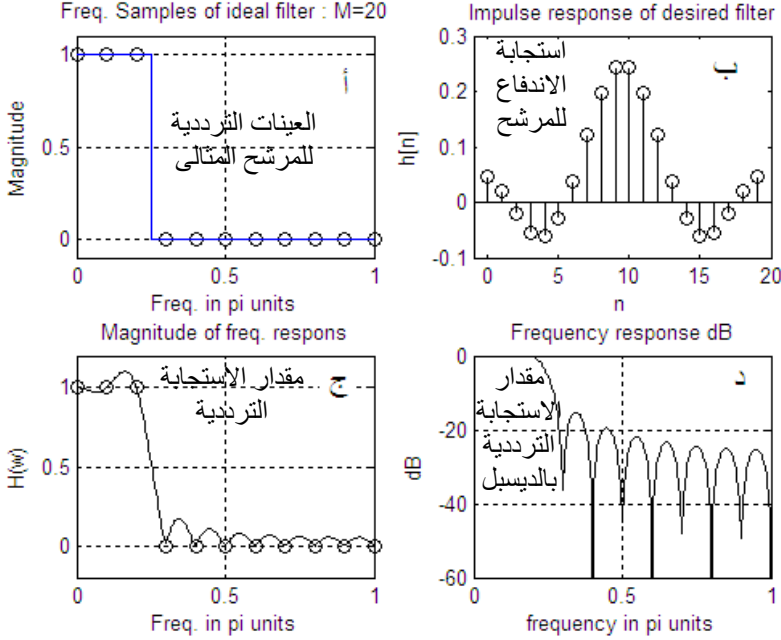 Freq. Samples of ideal filter : M=20
Magnitude
1
0.5
0
أ
العينات الترددية
للمرشح المثالى
0
0.5
1
Freq. in pi units
Impulse response of desired filter
h[n]
0.3
0.2
0.1
0
-0.1
استجابة
الاندفاع
للمرشح
ب
0
5
10
15
20
n
Magnitude of freq. respons
H(w)
1
0.5
0
مقدار الاستجابة
الترددية
ج
0
0.5
1
Freq. in pi units
Frequency response dB
dB
0
-20
-40
-60
مقدار
الاستجابة
الترددية
بالديسبل
د
0
0.5
1
frequency in pi units